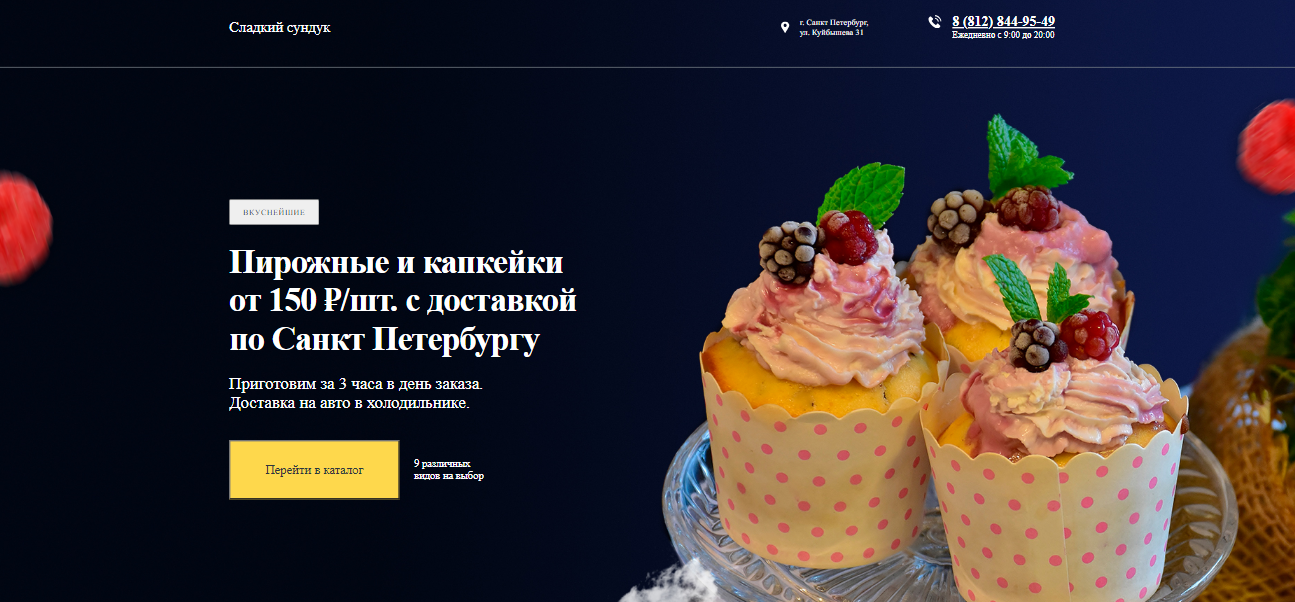 Сладкий сундук
г. Санкт Петербург,
ул. Куйбышева 31
8 (812) 844-95-49
Ежедневно с 9:00 до 20:00
ВКУСНЕЙШИЕ
Пирожные и капкейки
от 150 ₽/шт. с доставкой
по Санкт Петербургу
Приготовим за 3 часа в день заказа.
Доставка на авто в холодильнике.
Перейти в каталог
9 различных
видов на выбор